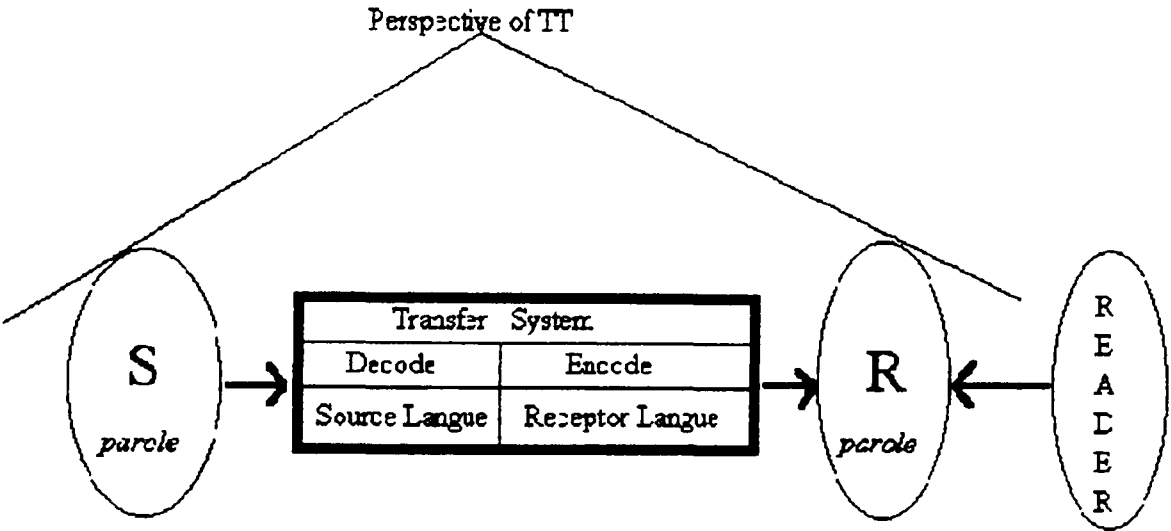 Perspective of TT
Transfer System
Decode Encode
Source Langue Receptor Langue
S
parole
R
parole
READER